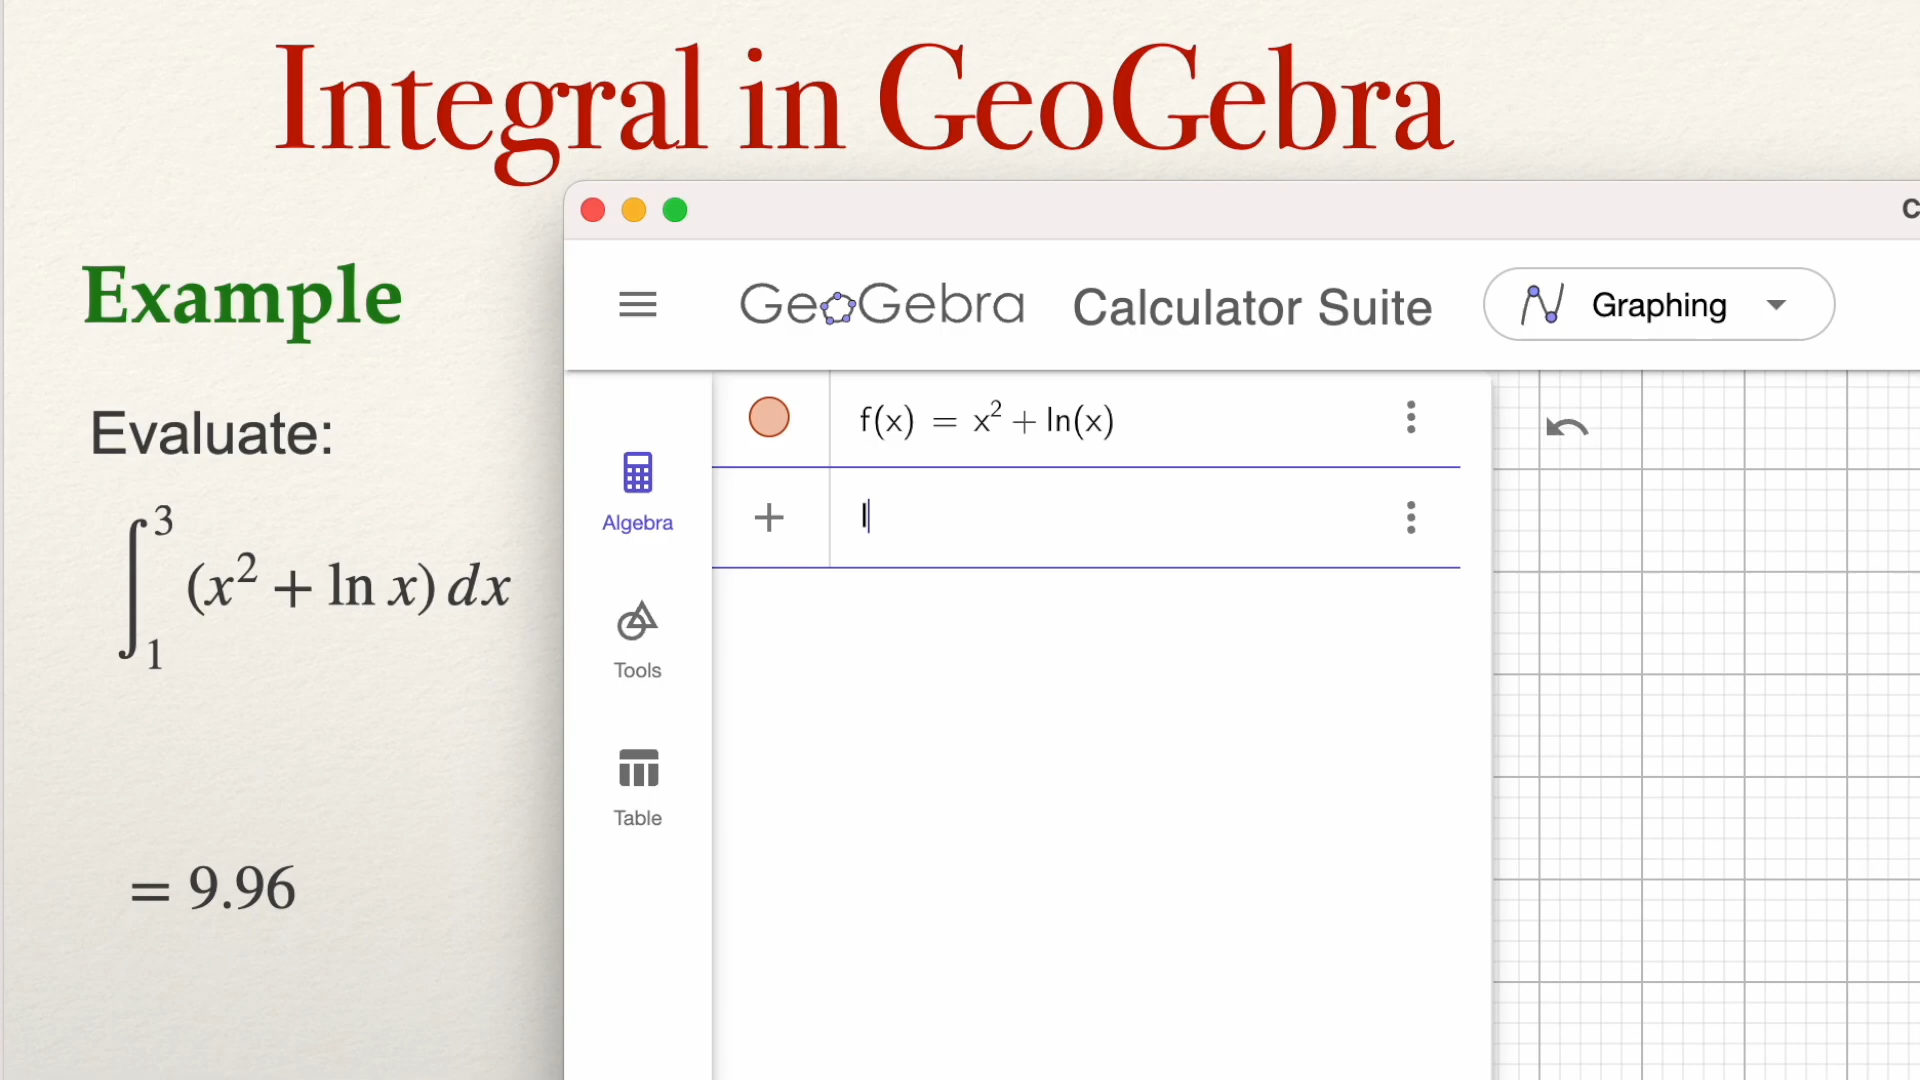 Integral in GeoGebra
C
GeoGebra Calculator Suite Graphing
Example
f(x) = x² + ln(x)
Evaluate:
I
Algebra
∫₁³ (x² + ln x) dx
Tools
Table
= 9.96